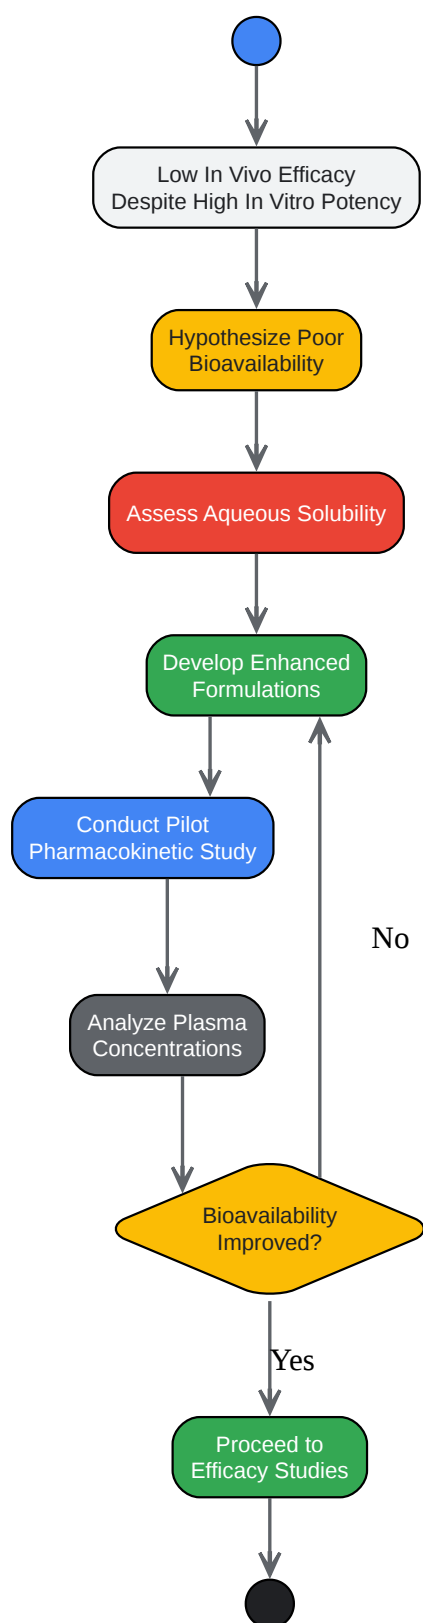 Low In Vivo Efficacy
Despite High In Vitro Potency
Hypothesize Poor
Bioavailability
Assess Aqueous Solubility
Develop Enhanced
Formulations
Conduct Pilot
Pharmacokinetic Study
No
Analyze Plasma
Concentrations
Bioavailability
Improved?
Yes
Proceed to
Efficacy Studies